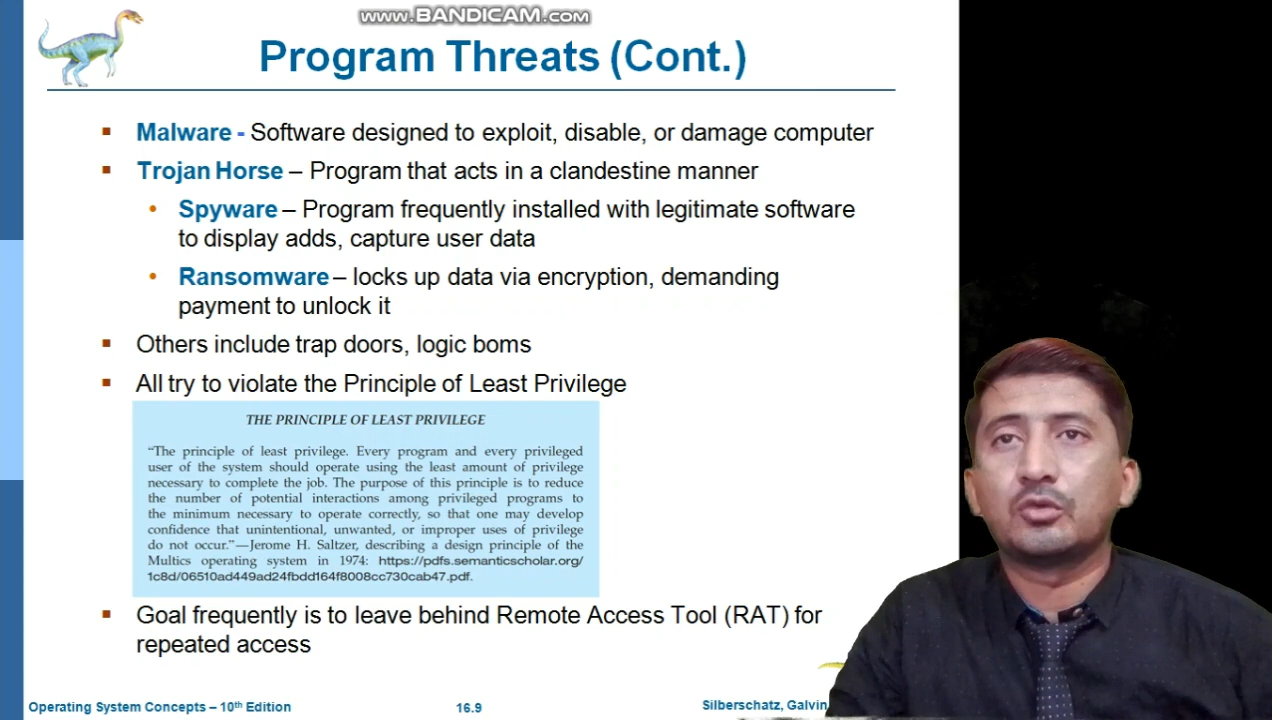 www.BANDICAM.com
Program Threats (Cont.)
▪ Malware - Software designed to exploit, disable, or damage computer
▪ Trojan Horse – Program that acts in a clandestine manner
• Spyware – Program frequently installed with legitimate software
to display adds, capture user data
• Ransomware – locks up data via encryption, demanding
payment to unlock it
▪ Others include trap doors, logic boms
▪ All try to violate the Principle of Least Privilege
THE PRINCIPLE OF LEAST PRIVILEGE
“The principle of least privilege. Every program and every privileged
user of the system should operate using the least amount of privilege
necessary to complete the job. The purpose of this principle is to reduce
the number of potential interactions among privileged programs to
the minimum necessary to operate correctly, so that one may develop
confidence that unintentional, unwanted, or improper uses of privilege
do not occur.”—Jerome H. Saltzer, describing a design principle of the
Multics operating system in 1974: https://pdfs.semanticscholar.org/
1c8d/06510ad449ad24fbdd164f8008cc730cab47.pdf.
▪ Goal frequently is to leave behind Remote Access Tool (RAT) for
repeated access
Operating System Concepts – 10th Edition
16.9
Silberschatz, Galvin